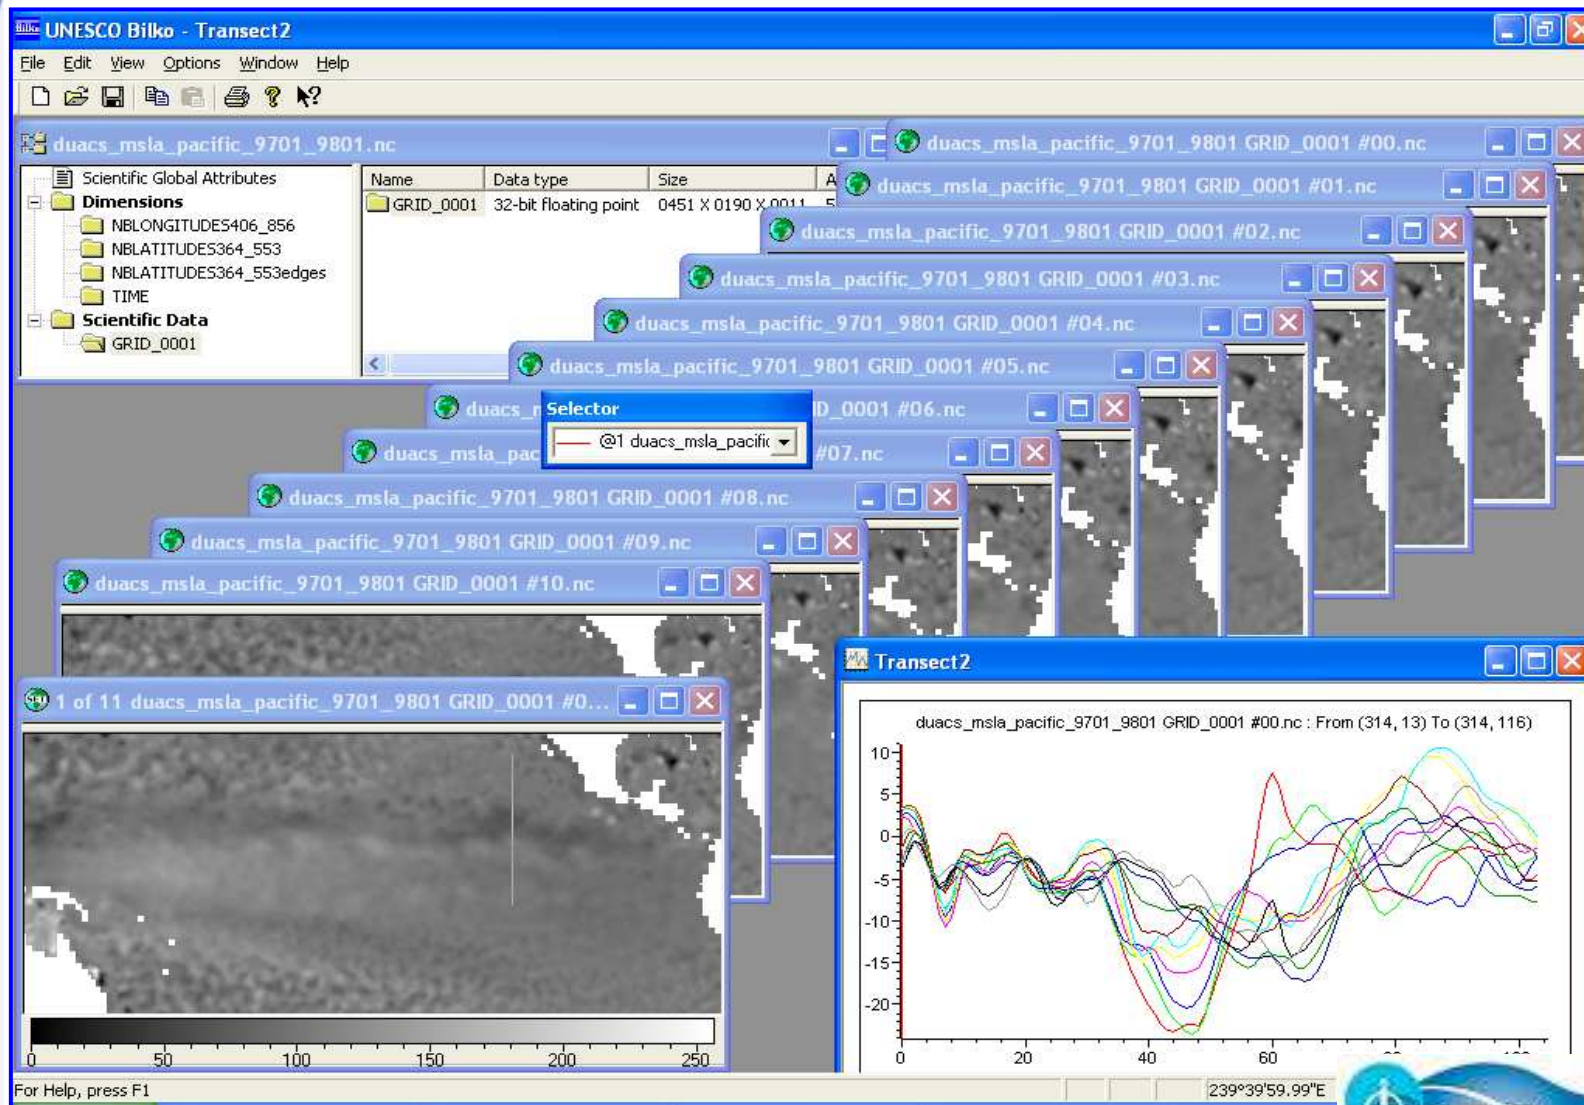 UNESCO Bilko - Transect2
File Edit View Options Window Help
duacs_msla_pacific_9701_9801.nc
Scientific Global Attributes
Dimensions
NBLONGITUDES406_856
NBLATITUDES364_553
NBLATITUDES364_553edges
TIME
Scientific Data
GRID_0001
Name Data type Size A
GRID_0001 32-bit floating point 0451 X 0190 X 0011 5
duacs_msla_pacific_9701_9801 GRID_0001 #00.nc
duacs_msla_pacific_9701_9801 GRID_0001 #01.nc
duacs_msla_pacific_9701_9801 GRID_0001 #02.nc
duacs_msla_pacific_9701_9801 GRID_0001 #03.nc
duacs_msla_pacific_9701_9801 GRID_0001 #04.nc
duacs_msla_pacific_9701_9801 GRID_0001 #05.nc
duacs_m ID_0001 #06.nc
Selector
@1 duacs_msla_pacific
duacs_msla_pac #07.nc
duacs_msla_pacific_9701_9801 GRID_0001 #08.nc
duacs_msla_pacific_9701_9801 GRID_0001 #09.nc
duacs_msla_pacific_9701_9801 GRID_0001 #10.nc
1 of 11 duacs_msla_pacific_9701_9801 GRID_0001 #0...
0 50 100 150 200 250
Transect2
duacs_msla_pacific_9701_9801 GRID_0001 #00.nc : From (314, 13) To (314, 116)
10
5
0
-5
-10
-15
-20
0 20 40 60
For Help, press F1
239°39'59.99"E